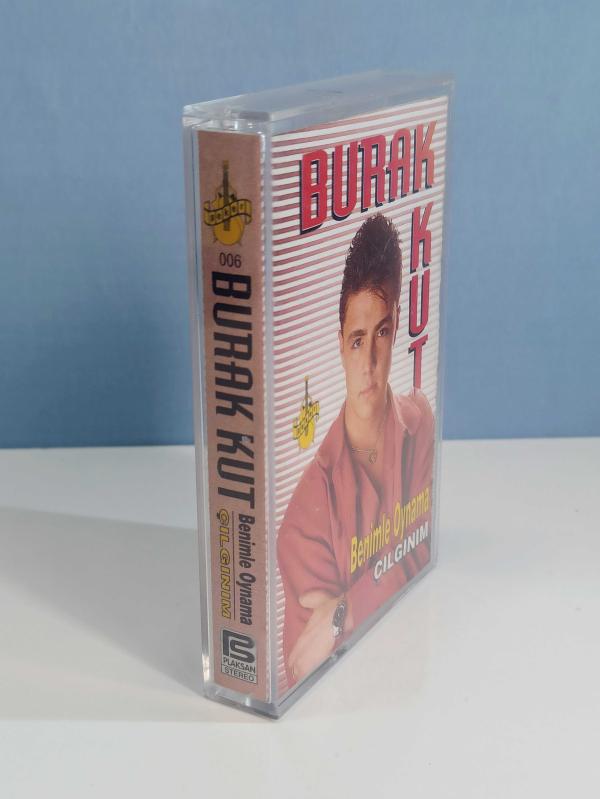 006
BURAK KUT
Benimle Oynama
ÇILGINIM
PLAKSAN
STEREO
BURAK
KUT
Benimle Oynama
ÇILGINIM